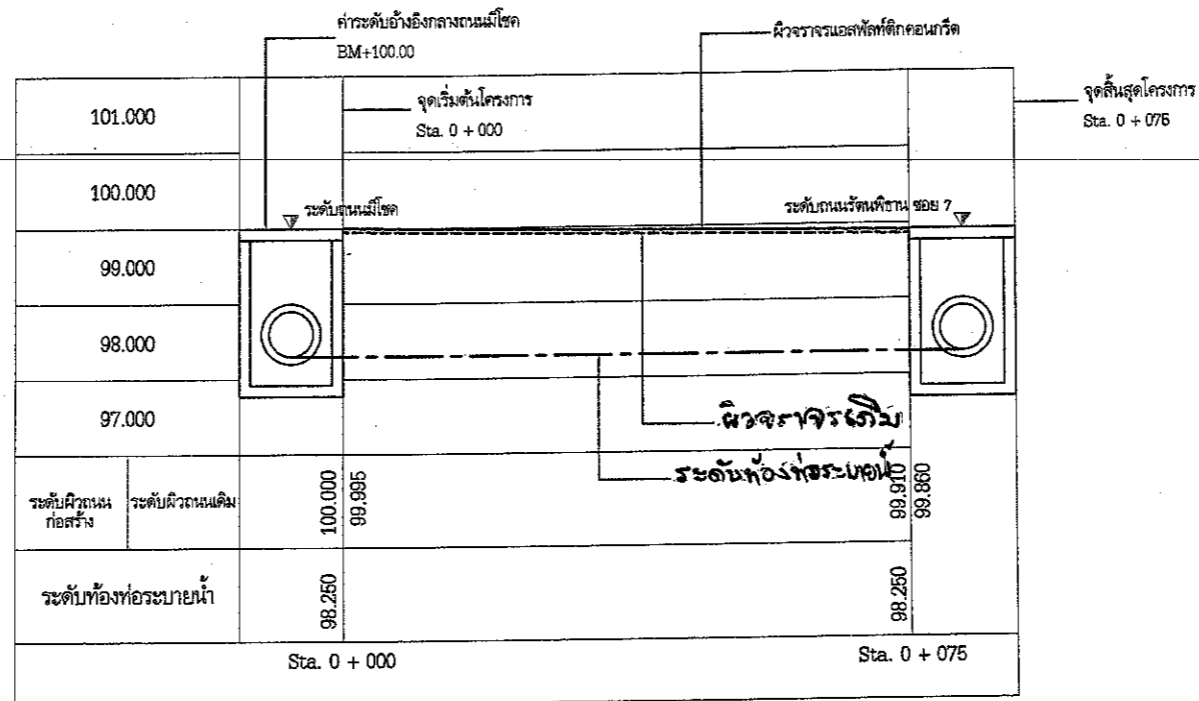 ค่าระดับอ้างอิงกลางถนนมีโชค
BM+100.00
ผิวจราจรแอสฟัลท์ติกคอนกรีต
จุดเริ่มต้นโครงการ
Sta. 0 + 000
จุดสิ้นสุดโครงการ
Sta. 0 + 075
101.000
100.000
ระดับถนนมีโชค
ระดับถนนรัตนพิธาน ซอย 7
99.000
98.000
97.000
ผิวจราจรเดิม
ระดับท้องท่อระบายน้ำ
ระดับผิวถนน
ก่อสร้าง
ระดับผิวถนนเดิม
100.000
99.995
99.910
99.860
ระดับท้องท่อระบายน้ำ
98.250
98.250
Sta. 0 + 000
Sta. 0 + 075